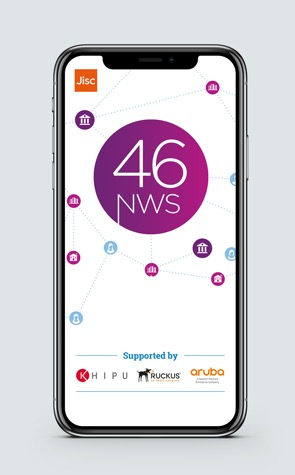 Jisc
46
NWS
Supported by
KHIPU
RUCKUS
aruba